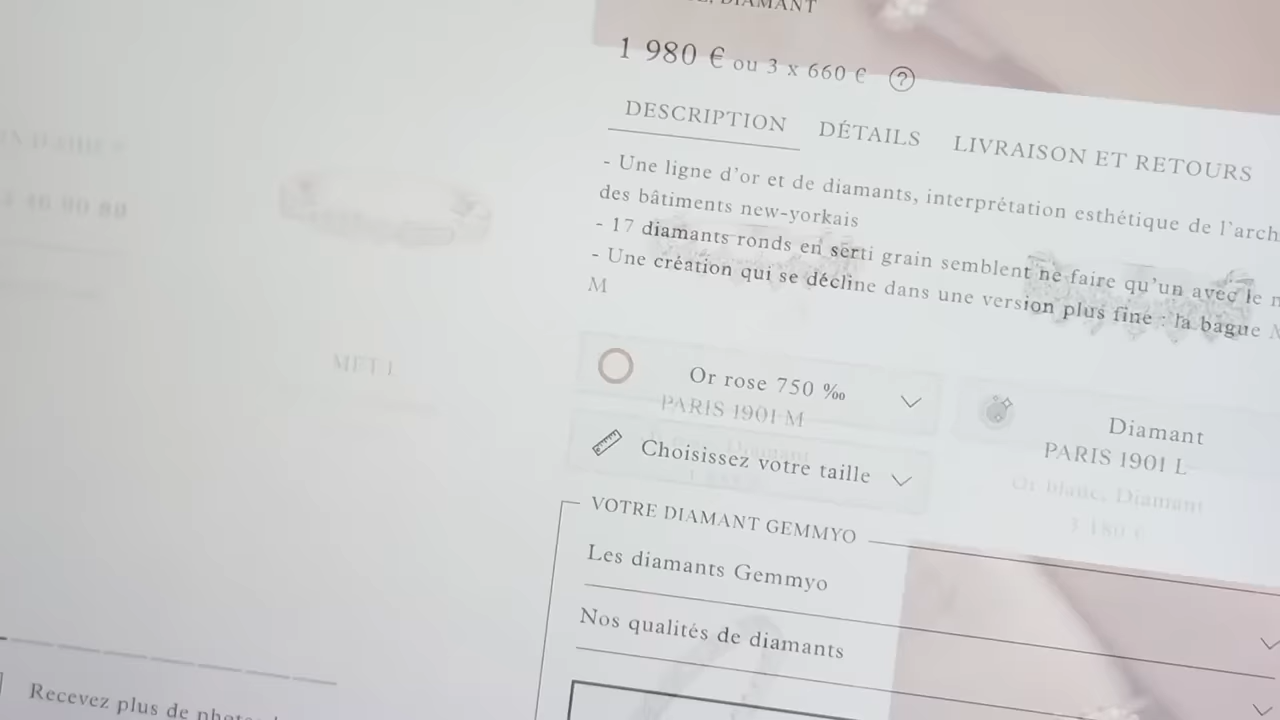 DIAMANT
1 980 € ou 3 x 660 € ?
DESCRIPTION DÉTAILS LIVRAISON ET RETOURS
- Une ligne d'or et de diamants, interprétation esthétique de l'arch
des bâtiments new-yorkais
- 17 diamants ronds en serti grain semblent ne faire qu'un avec le
- Une création qui se décline dans une version plus fine : la bague
M
Or rose 750 ‰
Diamant
PARIS 1901 M
PARIS 1901 L
Choisissez votre taille
Or blanc, Diamant
3 180 €
VOTRE DIAMANT GEMMYO
Les diamants Gemmyo
Nos qualités de diamants
Recevez plus de